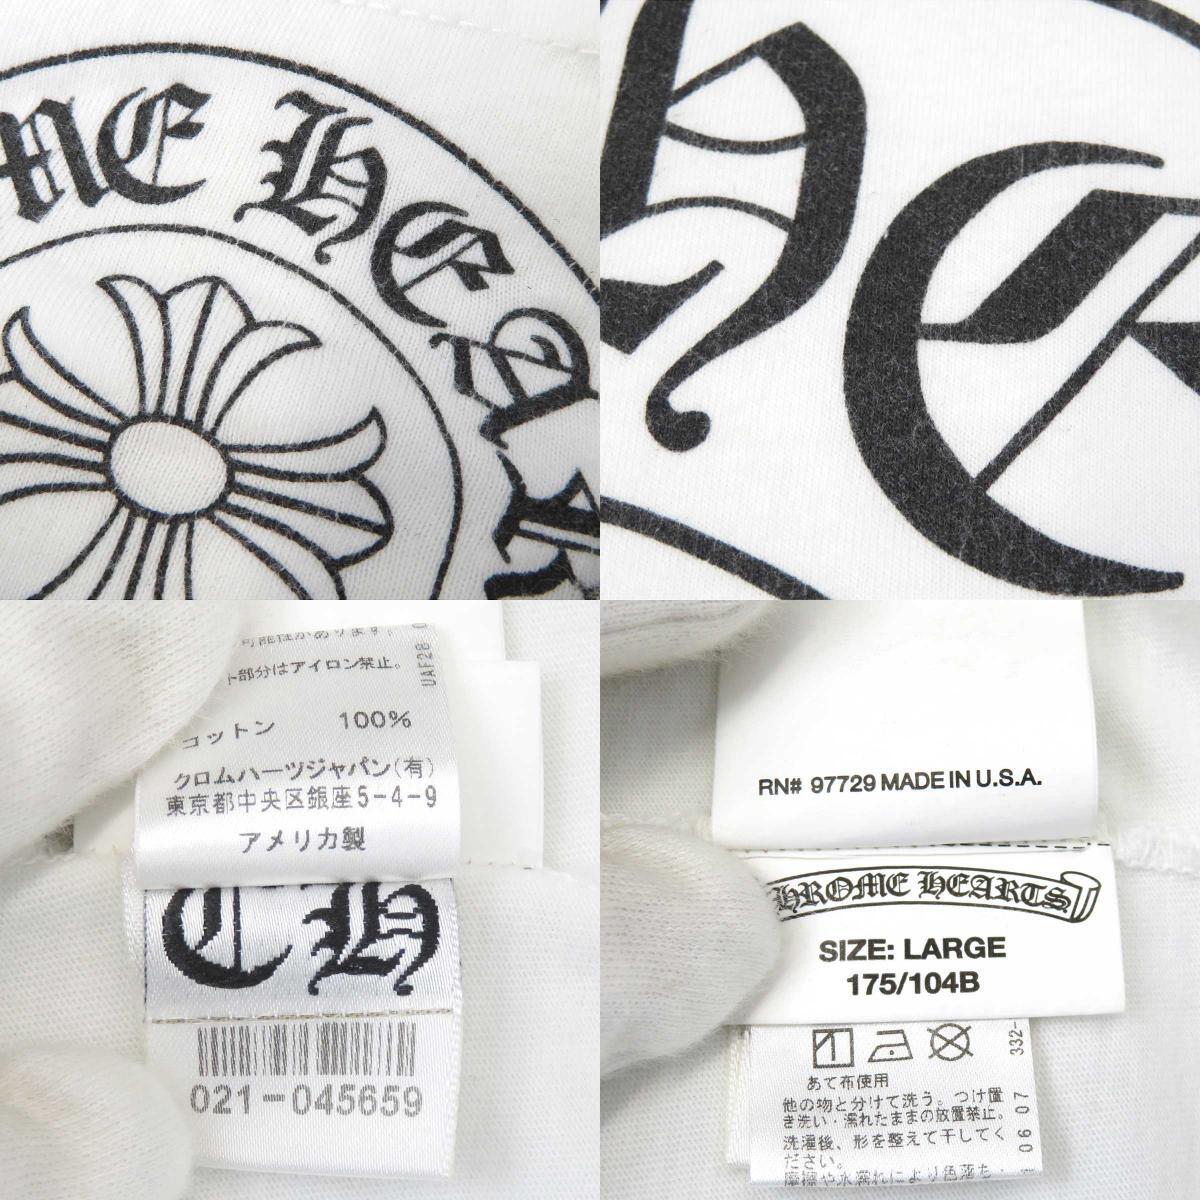 HE
可能性があります。
ト部分はアイロン禁止。
コットン 100%
クロムハーツジャパン(有)
東京都中央区銀座5-4-9
アメリカ製
CH
021-045659
RN# 97729 MADE IN U.S.A.
HROME HEARTS
SIZE: LARGE
175/104B
あて布使用
他の物と分けて洗う。つけ置
き洗い・濡れたままの放置禁止。
洗濯後、形を整えて干してく
ださい。
摩擦や水濡れにより色落ち・
332-
06 07